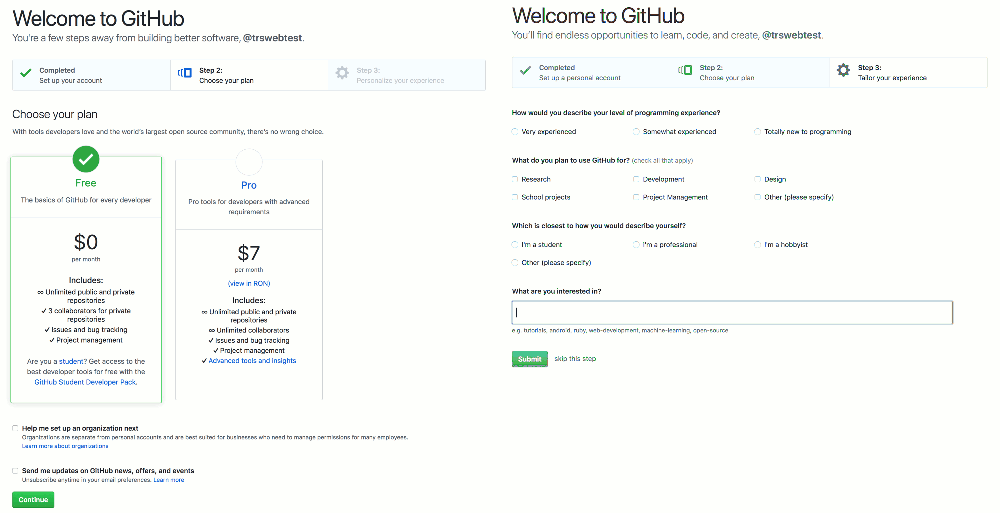 Welcome to GitHub
You're a few steps away from building better software, @trswebtest.
Completed
Set up your account
Step 2:
Choose your plan
Step 3:
Personalize your experience
Choose your plan
With tools developers love and the world's largest open source community, there's no wrong choice.
Free
The basics of GitHub for every developer
$0
per month
Includes:
∞ Unlimited public and private
repositories
✓ 3 collaborators for private
repositories
✓ Issues and bug tracking
✓ Project management
Are you a student? Get access to the
best developer tools for free with the
GitHub Student Developer Pack.
Pro
Pro tools for developers with advanced
requirements
$7
per month
(view in RON)
Includes:
∞ Unlimited public and private
repositories
∞ Unlimited collaborators
✓ Issues and bug tracking
✓ Project management
✓ Advanced tools and insights
Help me set up an organization next
Organizations are separate from personal accounts and are best suited for businesses who need to manage permissions for many employees.
Learn more about organizations
Send me updates on GitHub news, offers, and events
Unsubscribe anytime in your email preferences. Learn more
Continue
Welcome to GitHub
You'll find endless opportunities to learn, code, and create, @trswebtest.
Completed
Set up a personal account
Step 2:
Choose your plan
Step 3:
Tailor your experience
How would you describe your level of programming experience?
Very experienced
Somewhat experienced
Totally new to programming
What do you plan to use GitHub for? (check all that apply)
Research
Development
Design
School projects
Project Management
Other (please specify)
Which is closest to how you would describe yourself?
I'm a student
I'm a professional
I'm a hobbyist
Other (please specify)
What are you interested in?
e.g. tutorials, android, ruby, web-development, machine-learning, open-source
Submit
skip this step